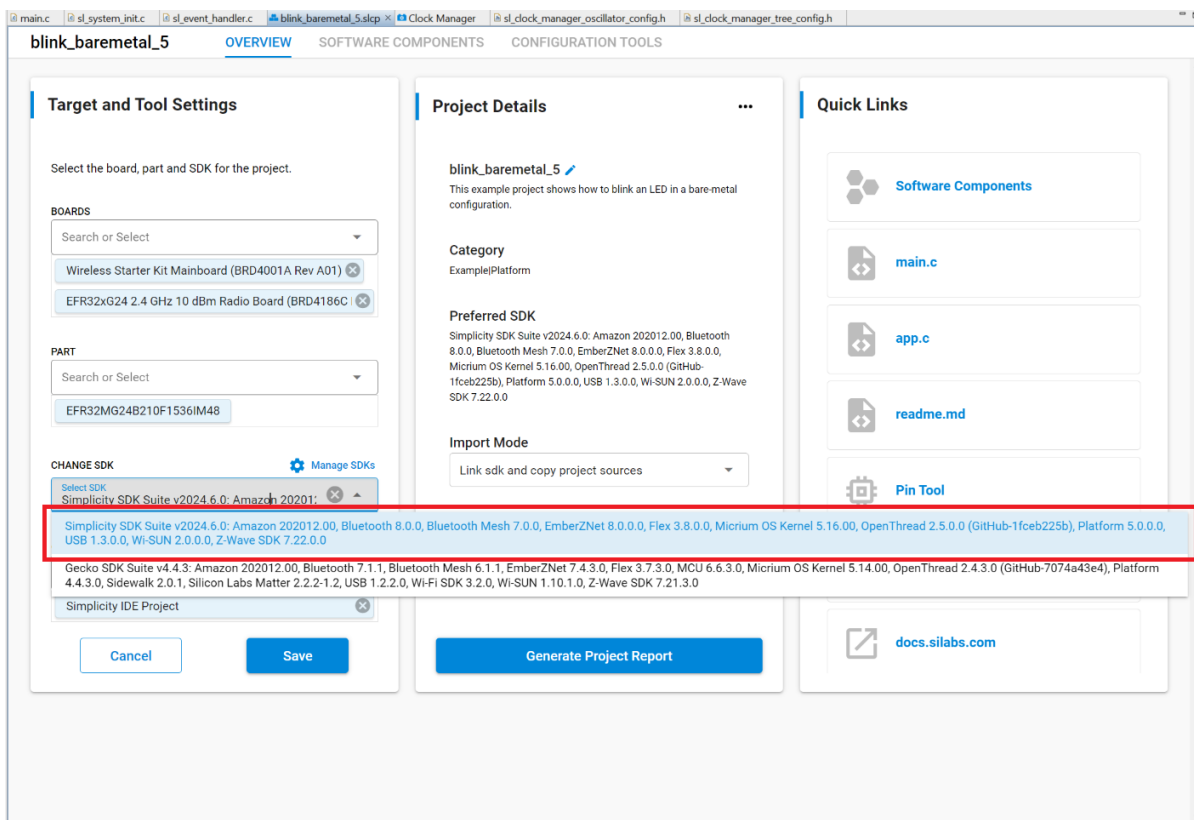 main.c
sl_system_init.c
sl_event_handler.c
blink_baremetal_5.slcp
Clock Manager
sl_clock_manager_oscillator_config.h
sl_clock_manager_tree_config.h
blink_baremetal_5
OVERVIEW
SOFTWARE COMPONENTS
CONFIGURATION TOOLS
Target and Tool Settings
Select the board, part and SDK for the project.
BOARDS
Search or Select
Wireless Starter Kit Mainboard (BRD4001A Rev A01)
EFR32xG24 2.4 GHz 10 dBm Radio Board (BRD4186C
PART
Search or Select
EFR32MG24B210F1536IM48
CHANGE SDK
Manage SDKs
Select SDK
Simplicity SDK Suite v2024.6.0: Amazon 20201
Simplicity SDK Suite v2024.6.0: Amazon 202012.00, Bluetooth 8.0.0, Bluetooth Mesh 7.0.0, EmberZNet 8.0.0.0, Flex 3.8.0.0, Micrium OS Kernel 5.16.00, OpenThread 2.5.0.0 (GitHub-1fceb225b), Platform 5.0.0.0,
USB 1.3.0.0, Wi-SUN 2.0.0.0, Z-Wave SDK 7.22.0.0
Gecko SDK Suite v4.4.3: Amazon 202012.00, Bluetooth 7.1.1, Bluetooth Mesh 6.1.1, EmberZNet 7.4.3.0, Flex 3.7.3.0, MCU 6.6.3.0, Micrium OS Kernel 5.14.00, OpenThread 2.4.3.0 (GitHub-7074a43e4), Platform
4.4.3.0, Sidewalk 2.0.1, Silicon Labs Matter 2.2.2-1.2, USB 1.2.2.0, Wi-Fi SDK 3.2.0, Wi-SUN 1.10.1.0, Z-Wave SDK 7.21.3.0
Simplicity IDE Project
Cancel
Save
Project Details
blink_baremetal_5
This example project shows how to blink an LED in a bare-metal
configuration.
Category
Example|Platform
Preferred SDK
Simplicity SDK Suite v2024.6.0: Amazon 202012.00, Bluetooth
8.0.0, Bluetooth Mesh 7.0.0, EmberZNet 8.0.0.0, Flex 3.8.0.0,
Micrium OS Kernel 5.16.00, OpenThread 2.5.0.0 (GitHub-
1fceb225b), Platform 5.0.0.0, USB 1.3.0.0, Wi-SUN 2.0.0.0, Z-Wave
SDK 7.22.0.0
Import Mode
Link sdk and copy project sources
Generate Project Report
Quick Links
Software Components
main.c
app.c
readme.md
Pin Tool
docs.silabs.com